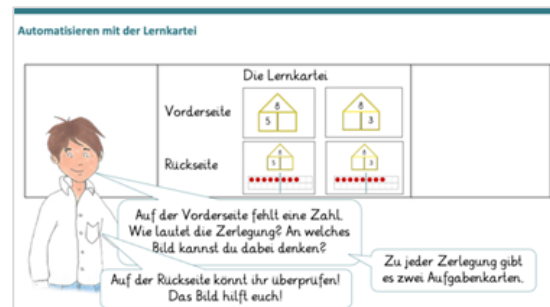 Automatisieren mit der Lernkartei
Die Lernkartei
Vorderseite
8
5
8
3
Rückseite
8
5
8
3
Auf der Vorderseite fehlt eine Zahl.
Wie lautet die Zerlegung? An welches
Bild kannst du dabei denken?
Zu jeder Zerlegung gibt
es zwei Aufgabenkarten.
Auf der Rückseite könnt ihr überprüfen!
Das Bild hilft euch!